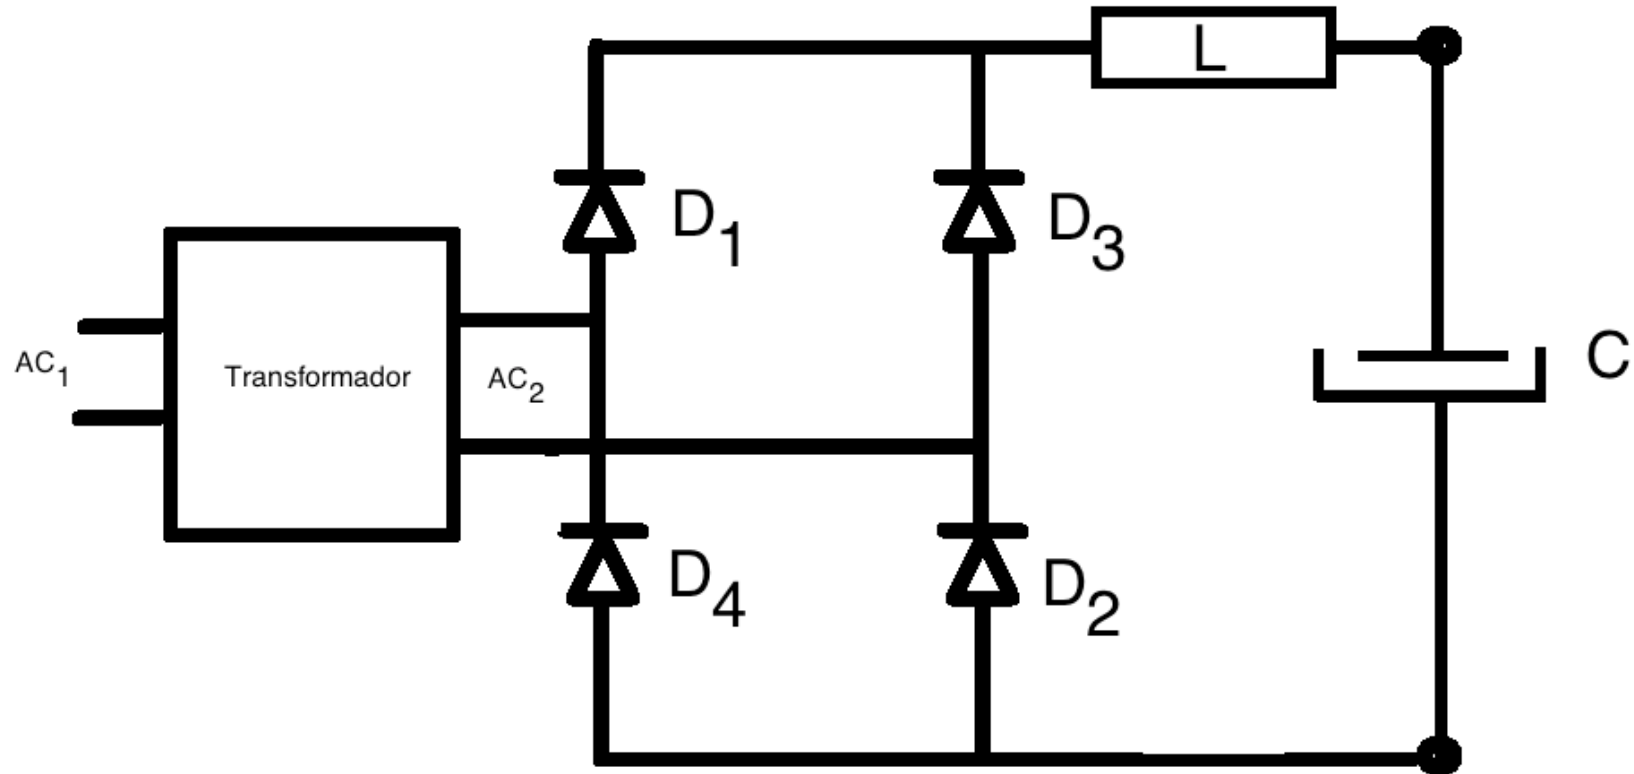 L
D₁
D₃
AC₁
Transformador
AC₂
C
D₄
D₂